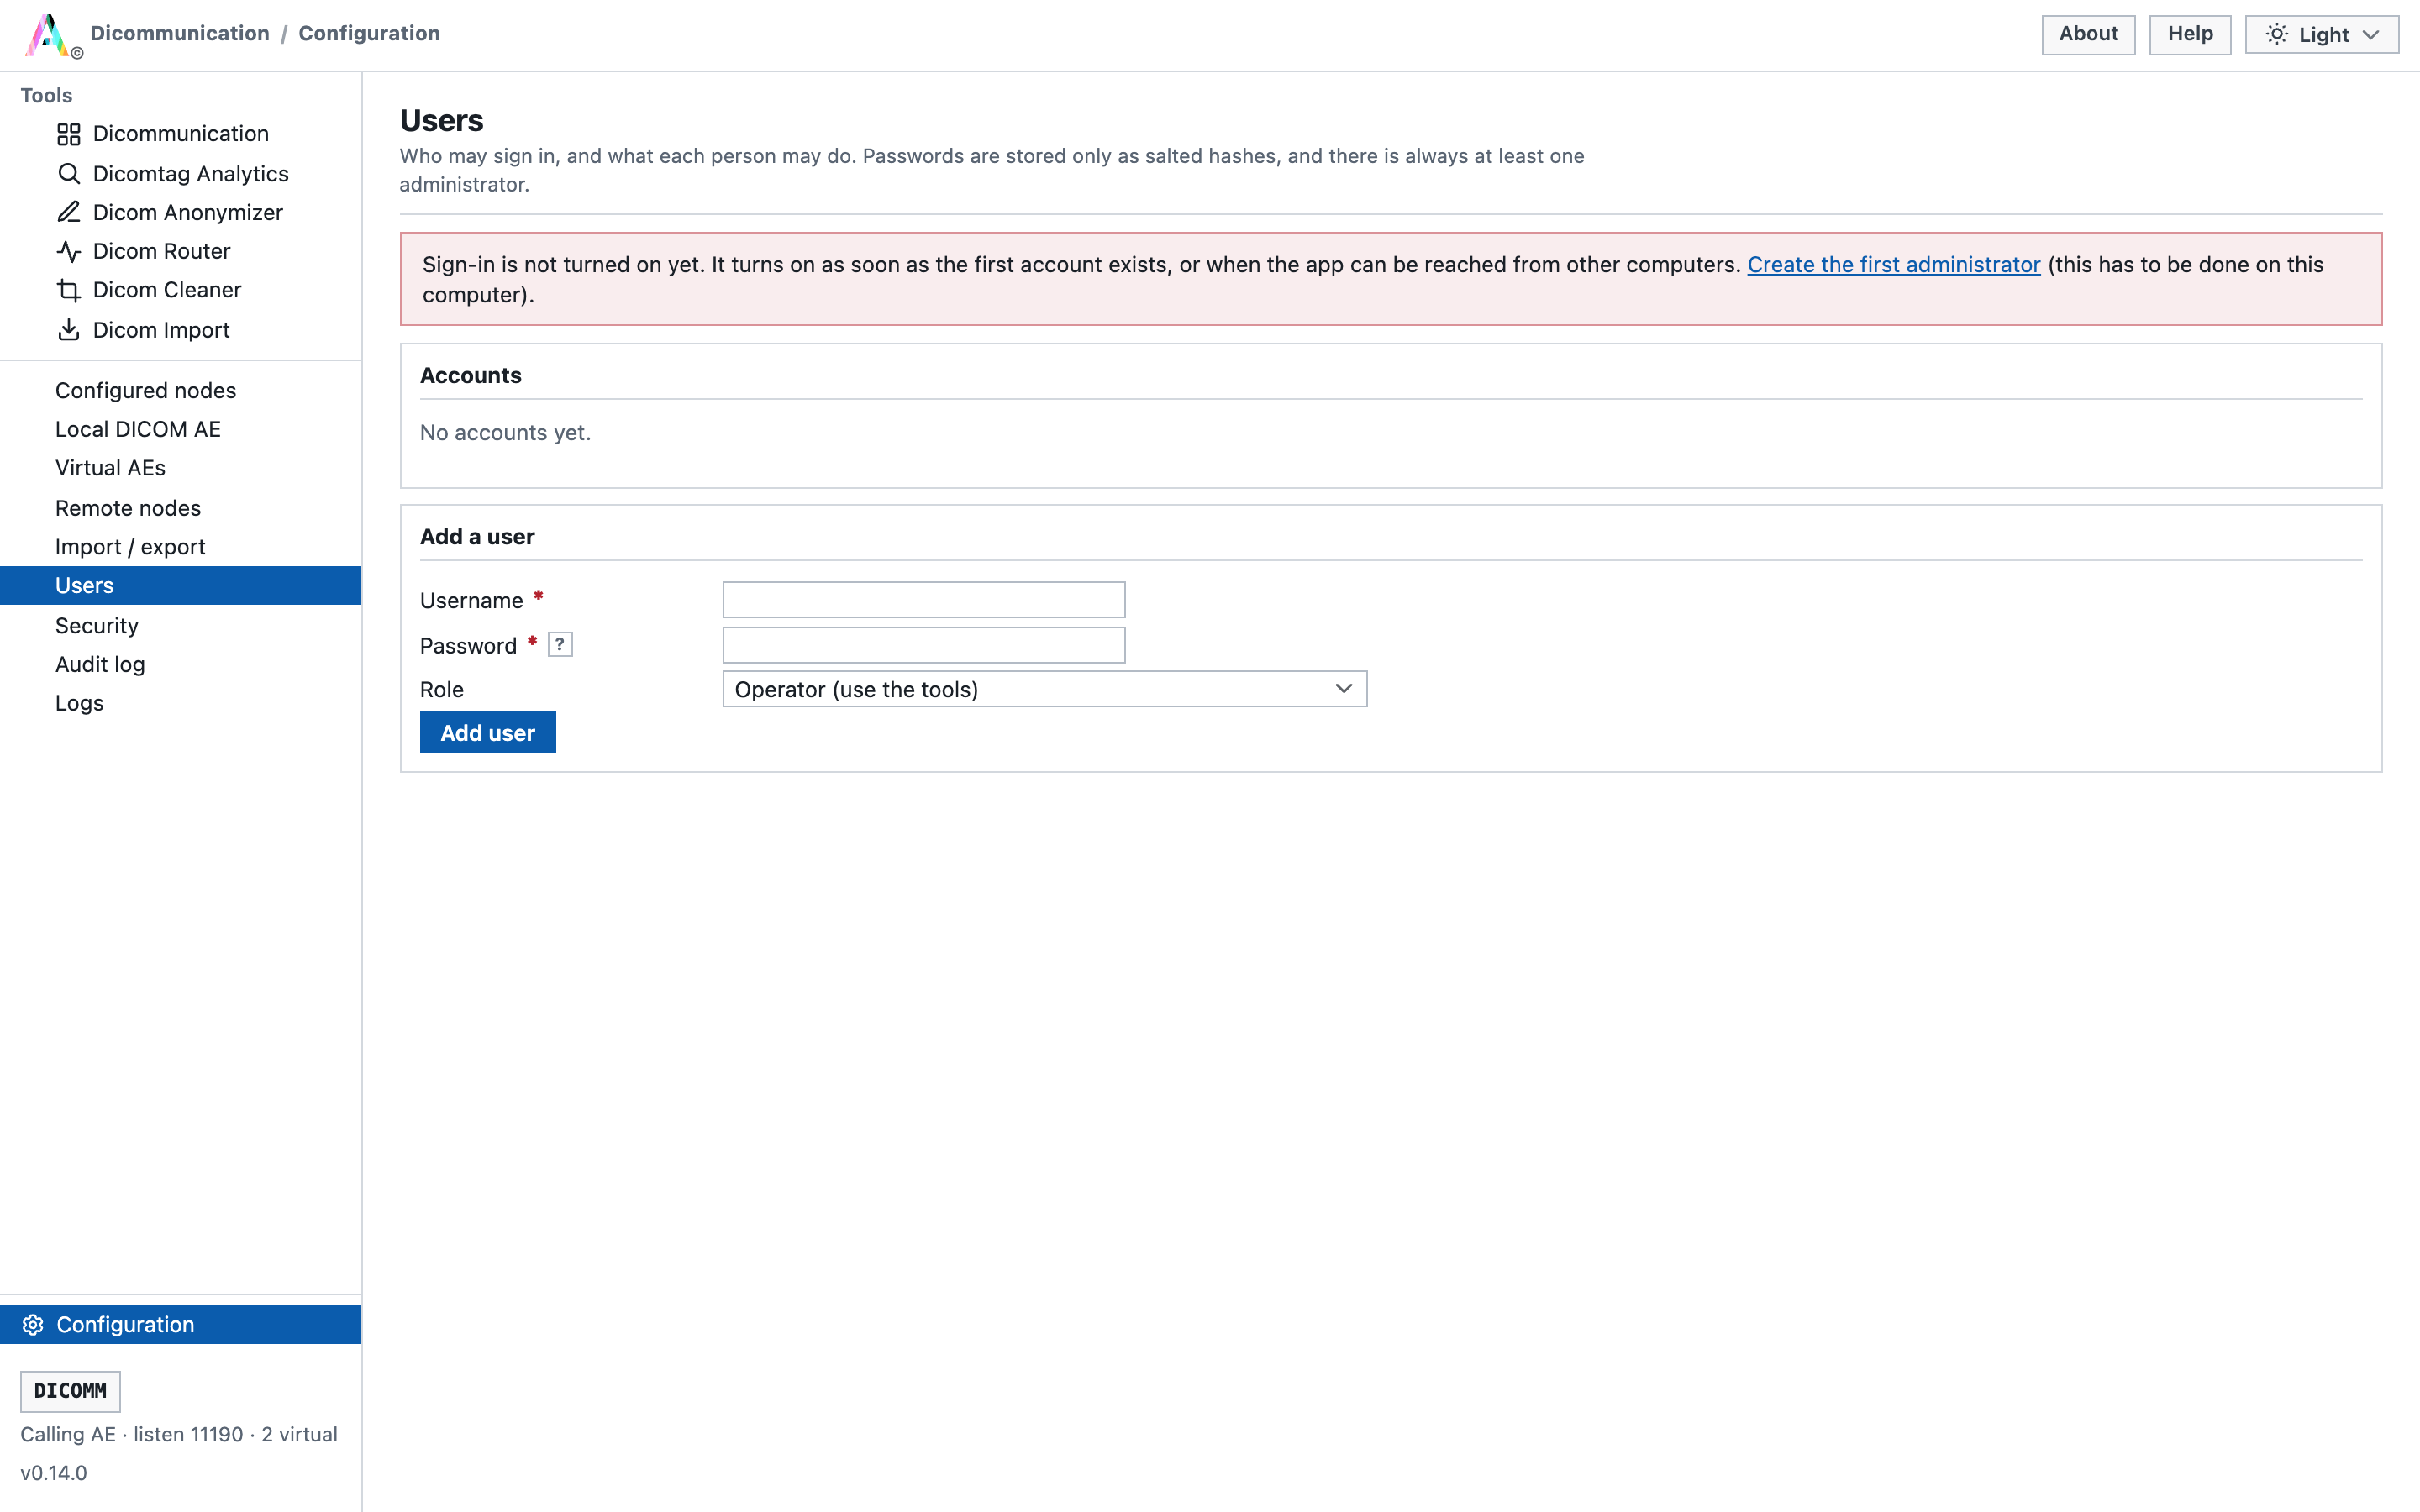 Dicommunication / Configuration
About
Help
Light
Tools
Dicommunication
Dicomtag Analytics
Dicom Anonymizer
Dicom Router
Dicom Cleaner
Dicom Import
Configured nodes
Local DICOM AE
Virtual AEs
Remote nodes
Import / export
Users
Security
Audit log
Logs
Configuration
DICOMM
Calling AE · listen 11190 · 2 virtual
v0.14.0
Users
Who may sign in, and what each person may do. Passwords are stored only as salted hashes, and there is always at least one
administrator.
Sign-in is not turned on yet. It turns on as soon as the first account exists, or when the app can be reached from other computers. Create the first administrator (this has to be done on this
computer).
Accounts
No accounts yet.
Add a user
Username *
Password * ?
Role
Operator (use the tools)
Add user